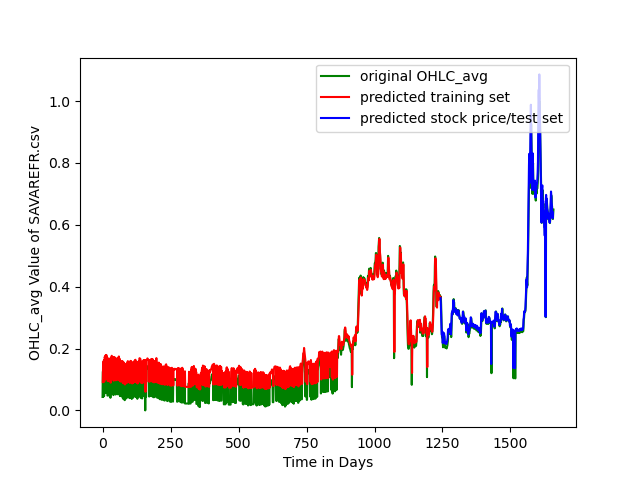 original OHLC_avg
predicted training set
predicted stock price/test set
OHLC_avg Value of SAVAREFR.csv
1.0
0.8
0.6
0.4
0.2
0.0
0 250 500 750 1000 1250 1500
Time in Days